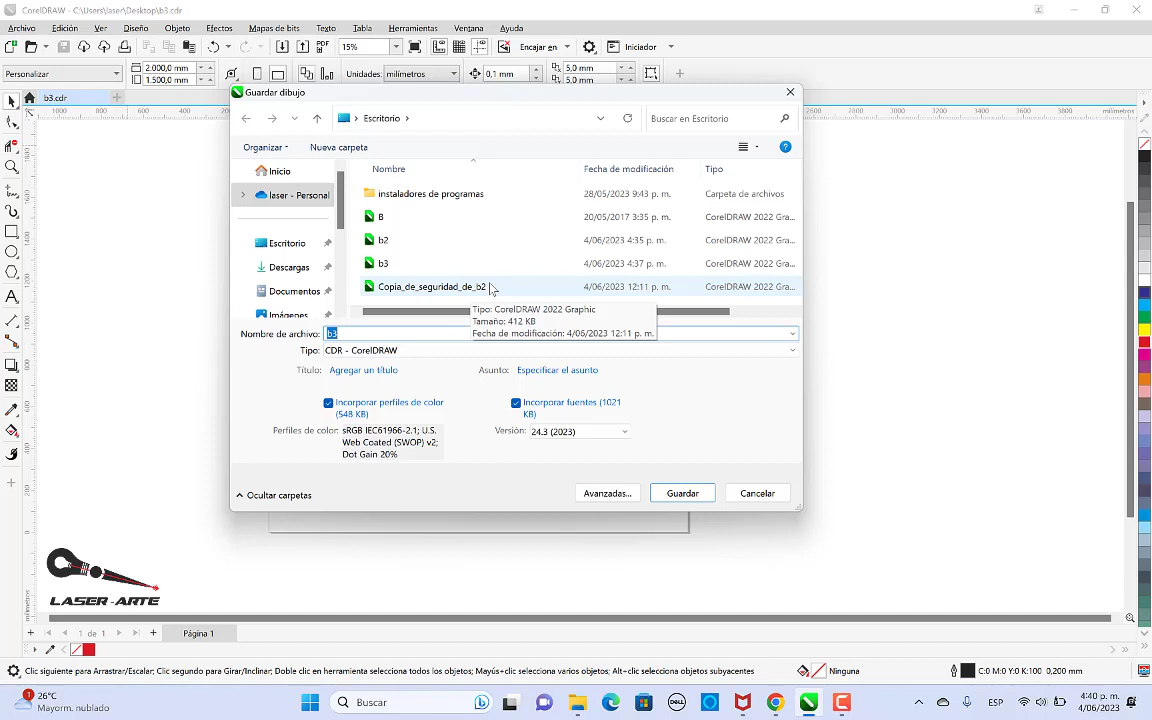 CorelDRAW - C:\Users\laser\Desktop\b3.cdr
Archivo Edición Ver Diseño Objeto Efectos Mapas de bits Texto Tabla Herramientas Ventana Ayuda
PDF 15% Encajar en Iniciador
Personalizar 2.000,0 mm 1.500,0 mm Unidades: milímetros 0,1 mm 5,0 mm 5,0 mm
b3.cdr
Guardar dibujo
Escritorio
Buscar en Escritorio
Organizar Nueva carpeta
Inicio
laser - Personal
Escritorio
Descargas
Documentos
Imágenes
Nombre Fecha de modificación Tipo
instaladores de programas 28/05/2023 9:43 p. m. Carpeta de archivos
B 20/05/2017 3:35 p. m. CorelDRAW 2022 Gra...
b2 4/06/2023 4:35 p. m. CorelDRAW 2022 Gra...
b3 4/06/2023 4:37 p. m. CorelDRAW 2022 Gra...
Copia_de_seguridad_de_b2 4/06/2023 12:11 p. m. CorelDRAW 2022 Gra...
Tipo: CorelDRAW 2022 Graphic
Tamaño: 412 KB
Fecha de modificación: 4/06/2023 12:11 p. m.
Nombre de archivo: b3
Tipo: CDR - CorelDRAW
Título: Agregar un título Asunto: Especificar el asunto
Incorporar perfiles de color (548 KB)
Incorporar fuentes (1021 KB)
Perfiles de color: sRGB IEC61966-2.1; U.S.
Web Coated (SWOP) v2;
Dot Gain 20%
Versión: 24.3 (2023)
Ocultar carpetas Avanzadas... Guardar Cancelar
LASER-ARTE
1 de 1 Página 1
Clic siguiente para Arrastrar/Escalar; Clic segundo para Girar/Inclinar; Doble clic en herramienta selecciona todos los objetos; Mayús+clic selecciona varios objetos; Alt+clic selecciona objetos subyacentes
Ninguna C:0 M:0 Y:0 K:100 0,200 mm
26°C
Mayorm. nublado
Buscar
DELL
ESP
4:40 p. m.
4/06/2023